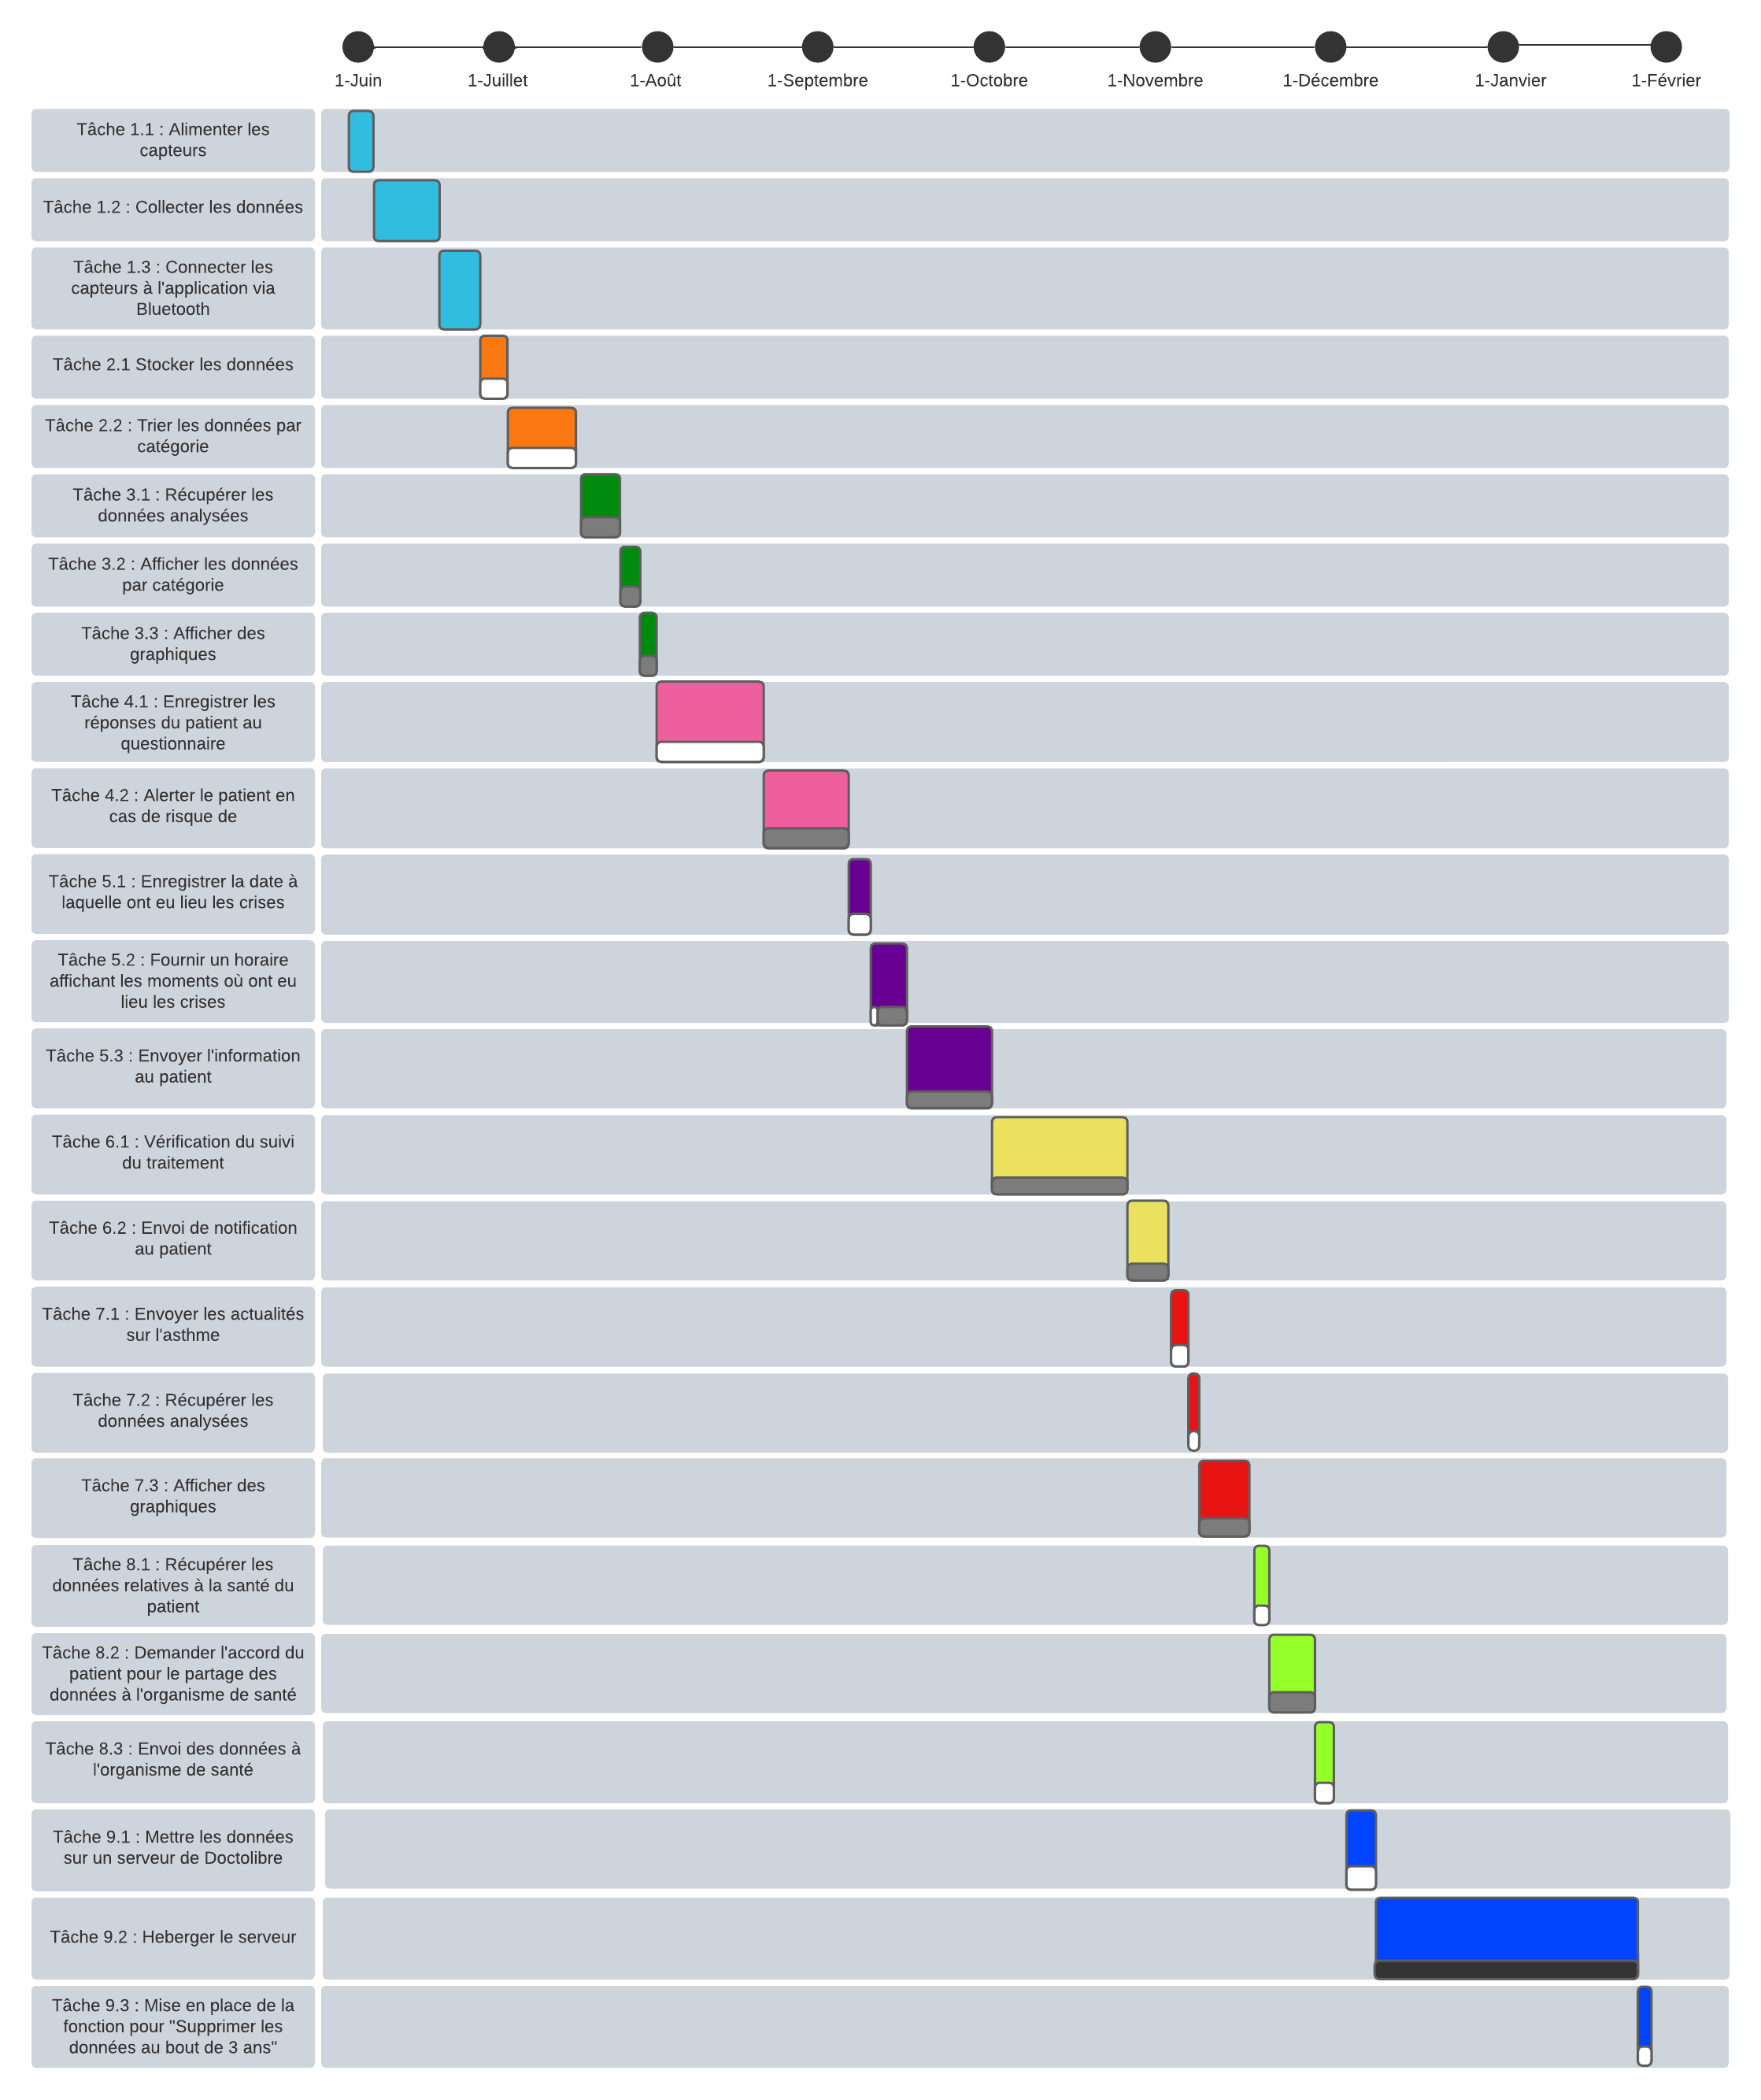 1-Juin
1-Juillet
1-Août
1-Septembre
1-Octobre
1-Novembre
1-Décembre
1-Janvier
1-Février
Tâche 1.1 : Alimenter les
capteurs
Tâche 1.2 : Collecter les données
Tâche 1.3 : Connecter les
capteurs à l'application via
Bluetooth
Tâche 2.1 Stocker les données
Tâche 2.2 : Trier les données par
catégorie
Tâche 3.1 : Récupérer les
données analysées
Tâche 3.2 : Afficher les données
par catégorie
Tâche 3.3 : Afficher des
graphiques
Tâche 4.1 : Enregistrer les
réponses du patient au
questionnaire
Tâche 4.2 : Alerter le patient en
cas de risque de
Tâche 5.1 : Enregistrer la date à
laquelle ont eu lieu les crises
Tâche 5.2 : Fournir un horaire
affichant les moments où ont eu
lieu les crises
Tâche 5.3 : Envoyer l'information
au patient
Tâche 6.1 : Vérification du suivi
du traitement
Tâche 6.2 : Envoi de notification
au patient
Tâche 7.1 : Envoyer les actualités
sur l'asthme
Tâche 7.2 : Récupérer les
données analysées
Tâche 7.3 : Afficher des
graphiques
Tâche 8.1 : Récupérer les
données relatives à la santé du
patient
Tâche 8.2 : Demander l'accord du
patient pour le partage des
données à l'organisme de santé
Tâche 8.3 : Envoi des données à
l'organisme de santé
Tâche 9.1 : Mettre les données
sur un serveur de Doctolibre
Tâche 9.2 : Heberger le serveur
Tâche 9.3 : Mise en place de la
fonction pour "Supprimer les
données au bout de 3 ans"